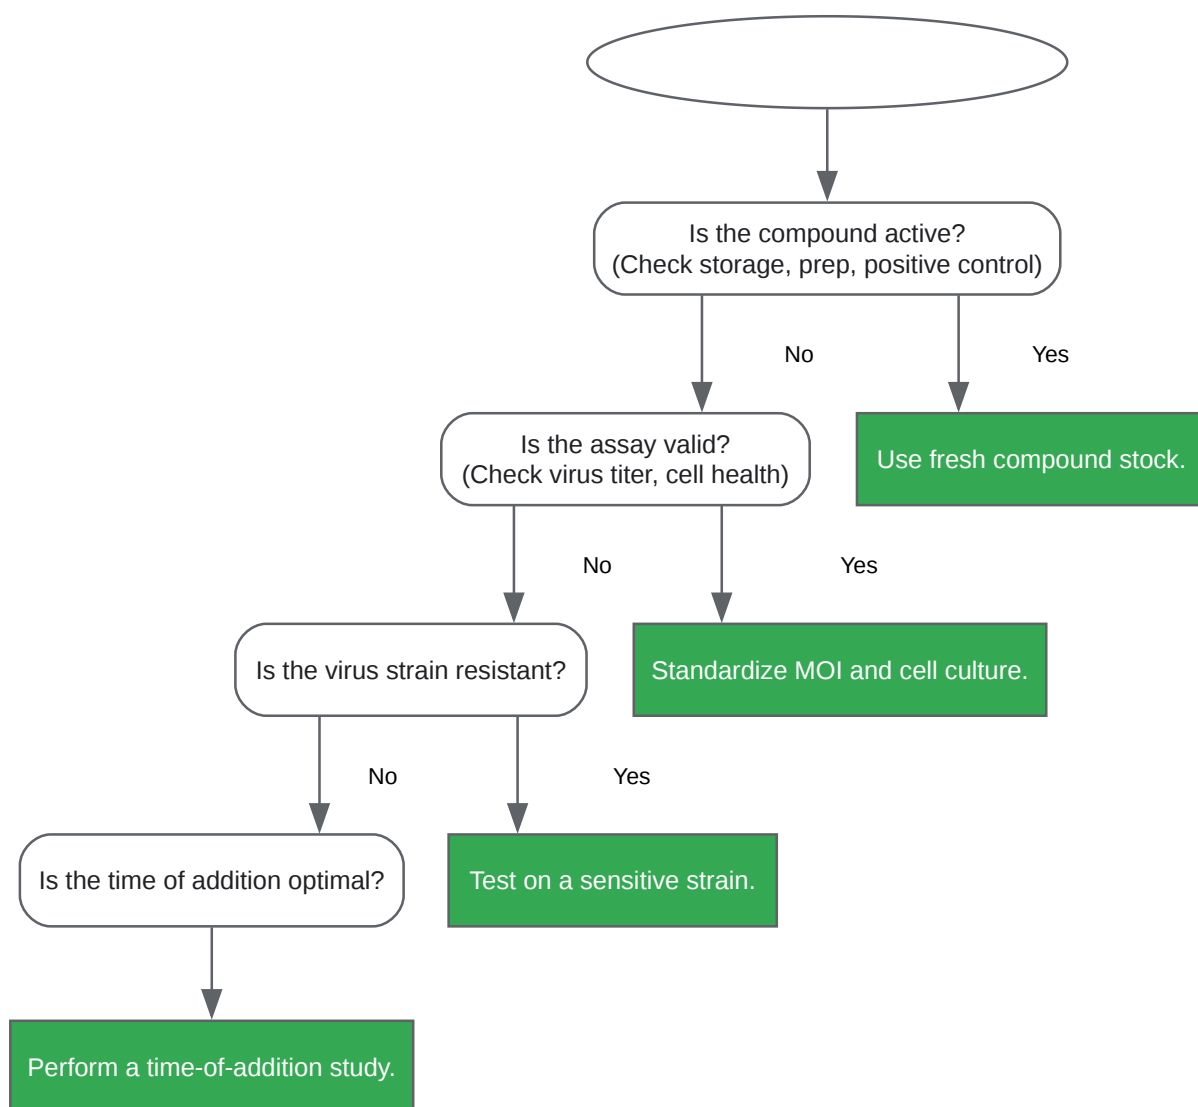 Is the compound active?
(Check storage, prep, positive control)
No
Yes
Is the assay valid?
(Check virus titer, cell health)
Use fresh compound stock.
No
Yes
Is the virus strain resistant?
Standardize MOI and cell culture.
No
Yes
Is the time of addition optimal?
Test on a sensitive strain.
Perform a time-of-addition study.